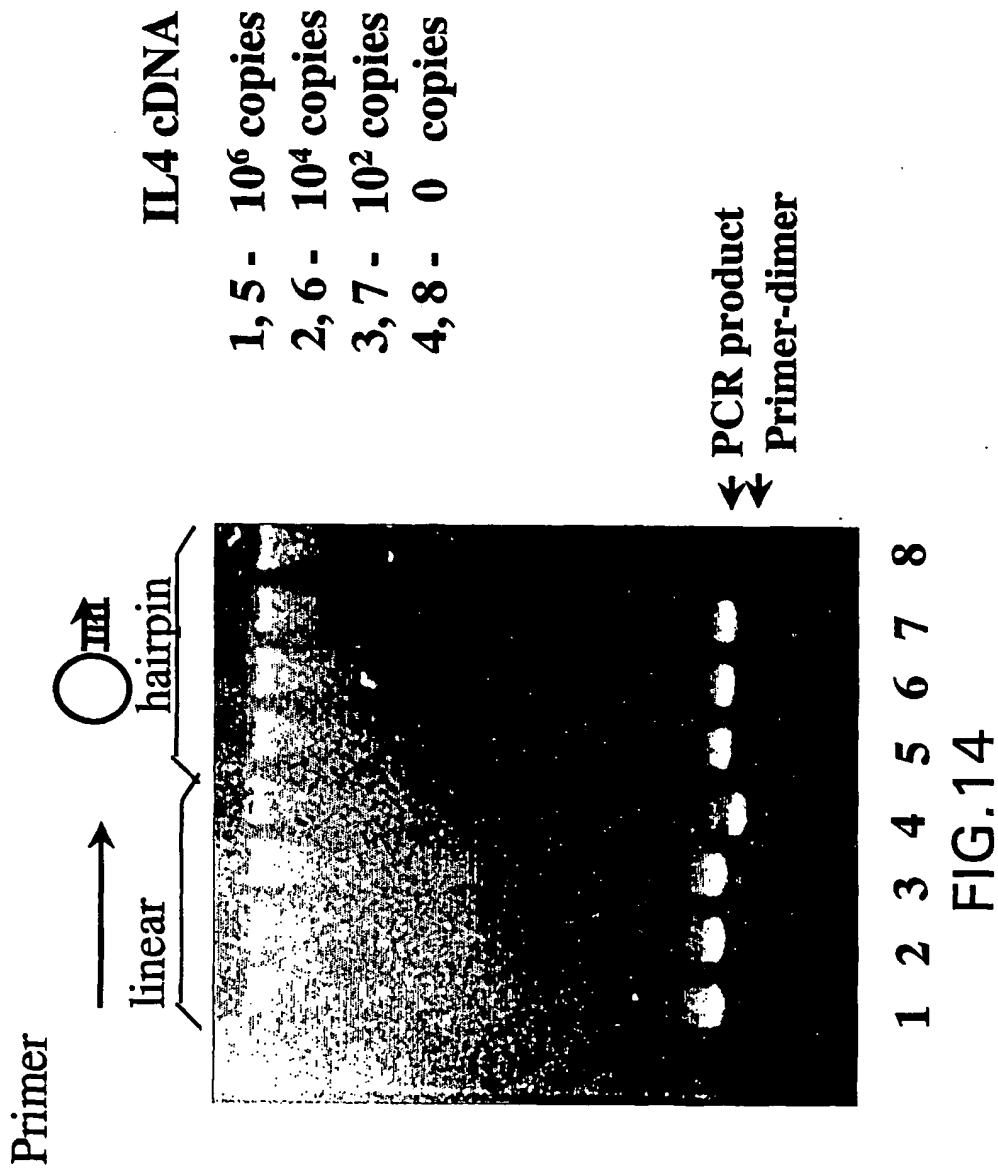 Primer
linear
hairpin
IL4 cDNA
1, 5 - 10⁶ copies
2, 6 - 10⁴ copies
3, 7 - 10² copies
4, 8 - 0 copies
PCR product
Primer-dimer
1 2 3 4 5 6 7 8
FIG.14